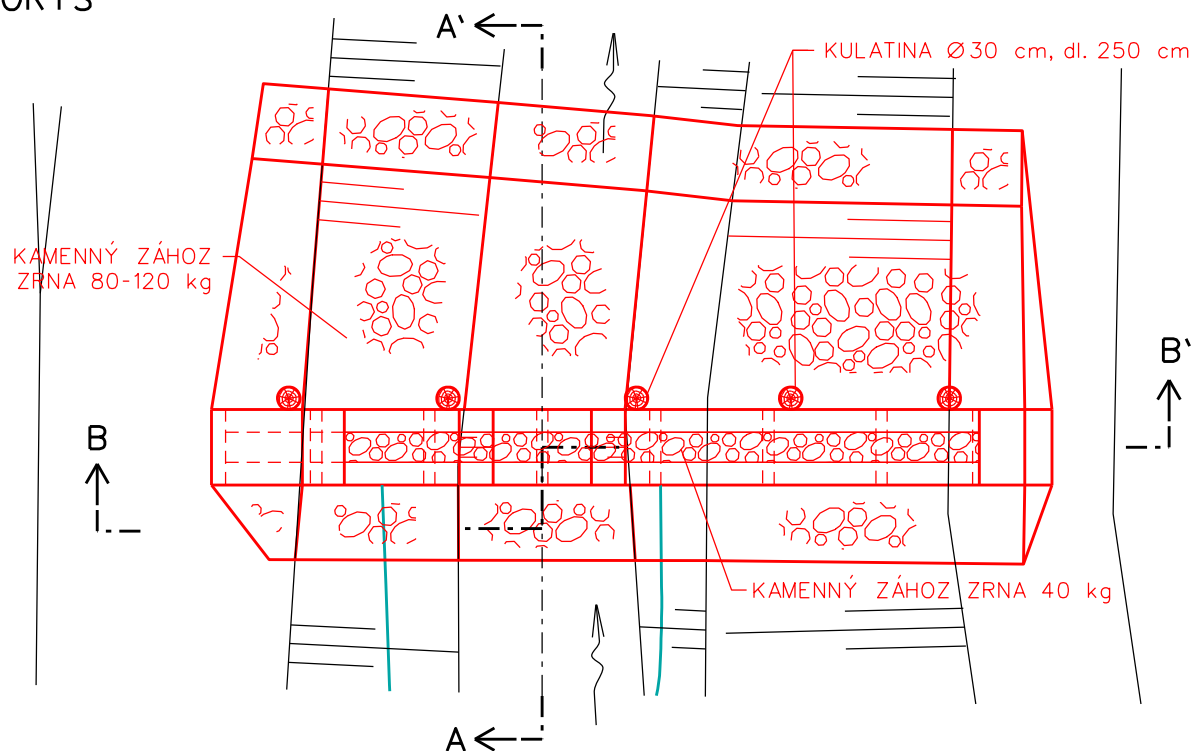 A'
KULATINA Ø30 cm, dl. 250 cm
KAMENNÝ ZÁHOZ
ZRNA 80-120 kg
B'
B
KAMENNÝ ZÁHOZ ZRNA 40 kg
A